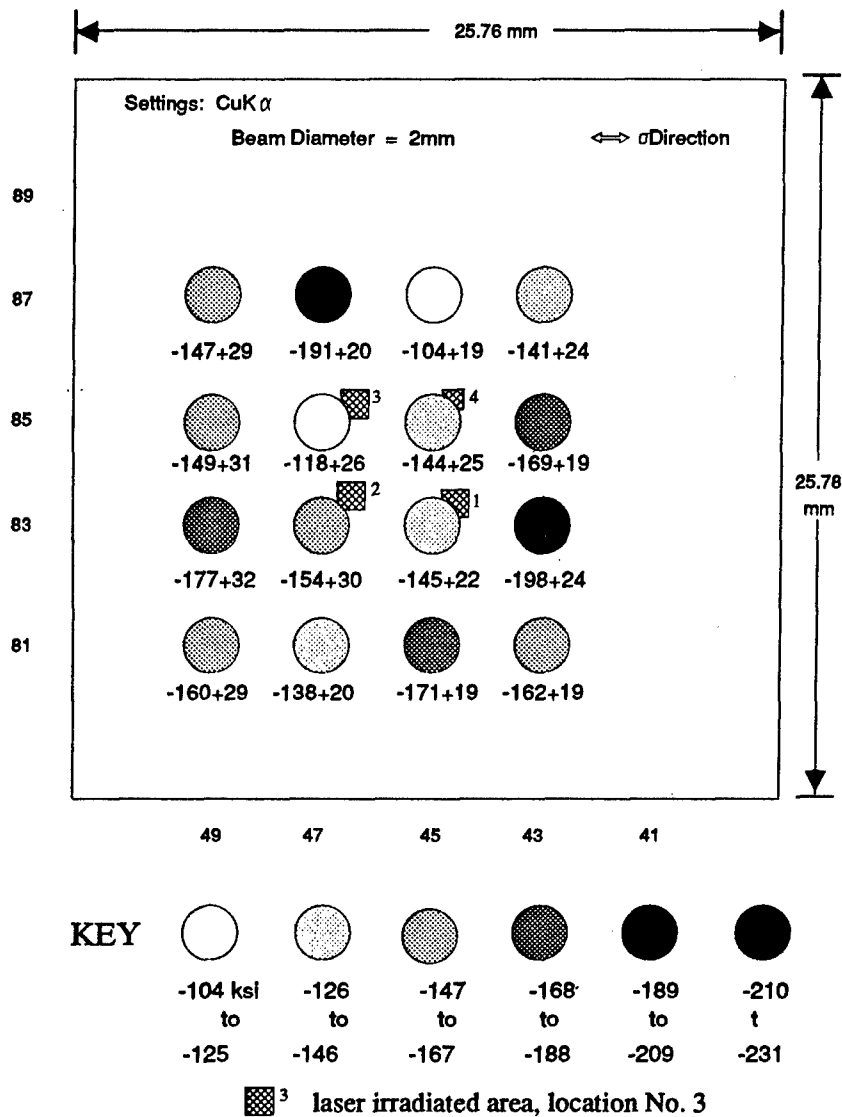 25.76 mm
Settings: CuK α
Beam Diameter = 2mm ⇔ σDirection
89
87
-147+29 -191+20 -104+19 -141+24
3 4
85
-149+31 -118+26 -144+25 -169+19
25.78
mm
2 1
83
-177+32 -154+30 -145+22 -198+24
81
-160+29 -138+20 -171+19 -162+19
49 47 45 43 41
KEY
-104 ksi -126 -147 -168 -189 -210
to to to to to t
-125 -146 -167 -188 -209 -231
3 laser irradiated area, location No. 3